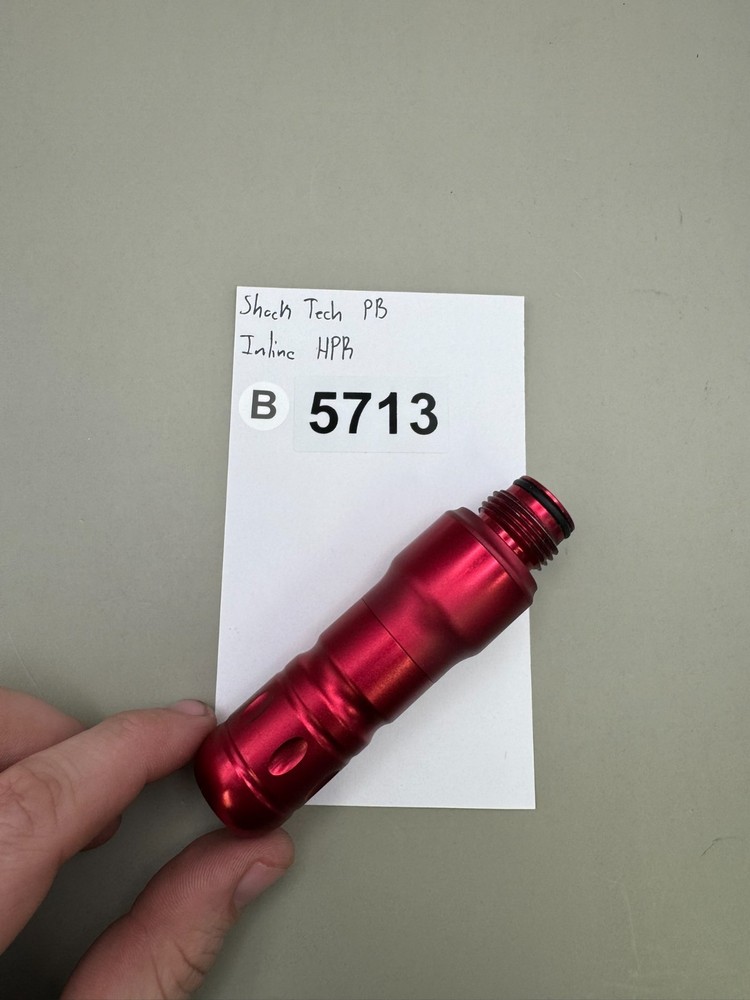 Shock Tech PB
Inline HPR
B 5713